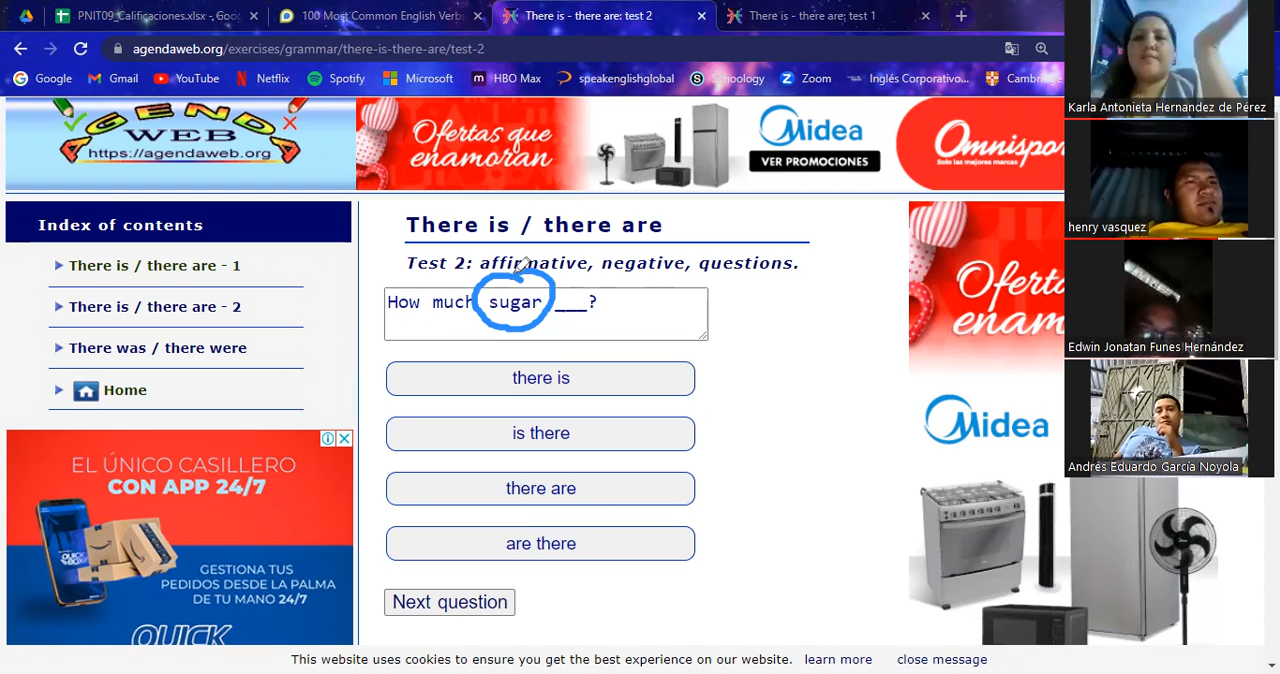 PNIT09_Calificaciones.xlsx - Goo
100 Most Common English Verbs
There is - there are: test 2
There is - there are: test 1
agendaweb.org/exercises/grammar/there-is-there-are/test-2
Google
Gmail
YouTube
Netflix
Spotify
Microsoft
HBO Max
speakenglishglobal
Schoology
Zoom
Inglés Corporativo...
Cambridge
Karla Antonieta Hernandez de Pérez
AGENDA
WEB
https://agendaweb.org
Ofertas que
enamoran
Midea
VER PROMOCIONES
Omnispor
Solo las mejores marcas
henry vasquez
Edwin Jonatan Funes Hernández
Andrés Eduardo García Noyola
Index of contents
There is / there are - 1
There is / there are - 2
There was / there were
Home
There is / there are
Test 2: affirmative, negative, questions.
How much sugar ___?
there is
is there
there are
are there
Next question
EL ÚNICO CASILLERO
CON APP 24/7
GESTIONA TUS
PEDIDOS DESDE LA PALMA
DE TU MANO 24/7
QUICK
Oferta
enam
Midea
This website uses cookies to ensure you get the best experience on our website. learn more close message